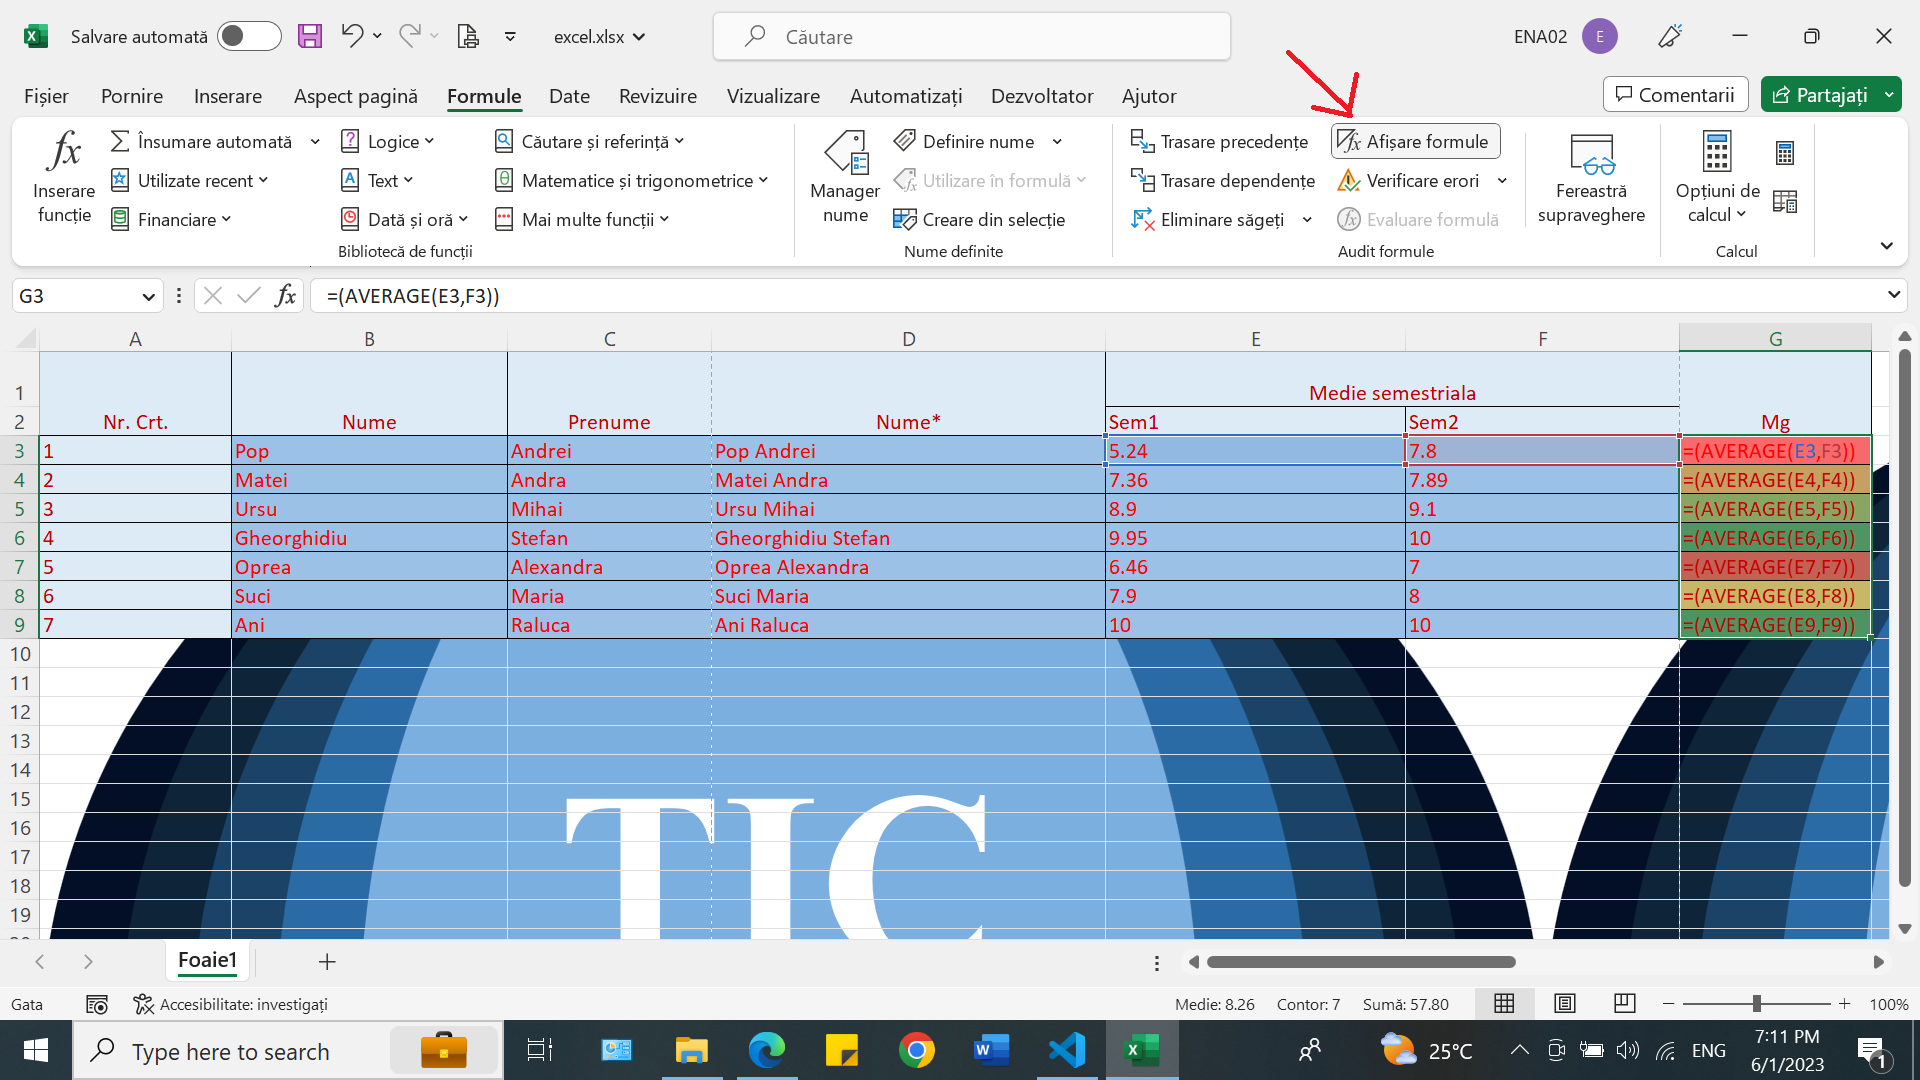 Salvare automată
excel.xlsx
Căutare
ENA02
E
Fișier Pornire Inserare Aspect pagină Formule Date Revizuire Vizualizare Automatizați Dezvoltator Ajutor
Comentarii
Partajați
Inserare
funcție
Însumare automată
Utilizate recent
Financiare
Logice
Text
Dată și oră
Căutare și referință
Matematice și trigonometrice
Mai multe funcții
Bibliotecă de funcții
Manager
nume
Definire nume
Utilizare în formulă
Creare din selecție
Nume definite
Trasare precedențe
Trasare dependențe
Eliminare săgeți
Afișare formule
Verificare erori
Evaluare formulă
Audit formule
Fereastră
supraveghere
Opțiuni de
calcul
Calcul
G3
fx
=(AVERAGE(E3,F3))
A B C D E F G
1 Medie semestriala
2 Nr. Crt. Nume Prenume Nume* Sem1 Sem2 Mg
3 1 Pop Andrei Pop Andrei 5.24 7.8 =(AVERAGE(E3,F3))
4 2 Matei Andra Matei Andra 7.36 7.89 =(AVERAGE(E4,F4))
5 3 Ursu Mihai Ursu Mihai 8.9 9.1 =(AVERAGE(E5,F5))
6 4 Gheorghidiu Stefan Gheorghidiu Stefan 9.95 10 =(AVERAGE(E6,F6))
7 5 Oprea Alexandra Oprea Alexandra 6.46 7 =(AVERAGE(E7,F7))
8 6 Suci Maria Suci Maria 7.9 8 =(AVERAGE(E8,F8))
9 7 Ani Raluca Ani Raluca 10 10 =(AVERAGE(E9,F9))
10
11
12
13
14
15
16
17
18
19
TIC
Foaie1
Gata
Accesibilitate: investigați
Medie: 8.26 Contor: 7 Sumă: 57.80
100%
Type here to search
25°C
ENG
7:11 PM
6/1/2023
1